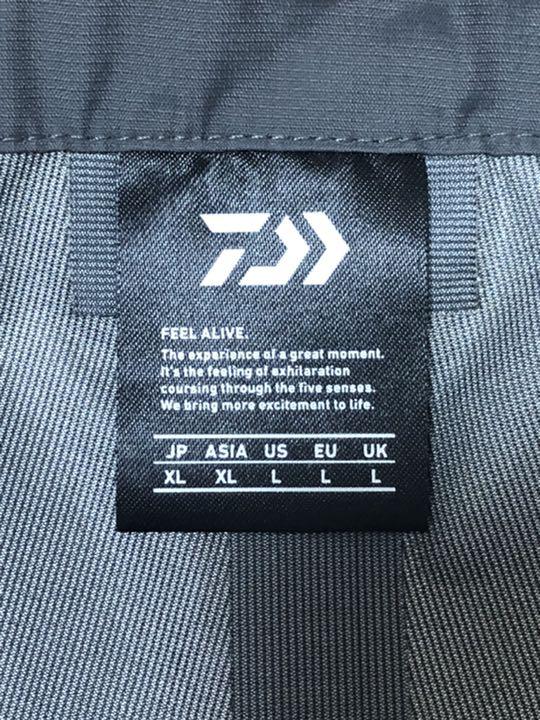 FEEL ALIVE.
The experience of a great moment.
It's the feeling of exhilaration
coursing through the five senses.
We bring more excitement to life.
JP ASIA US EU UK
XL XL L L L